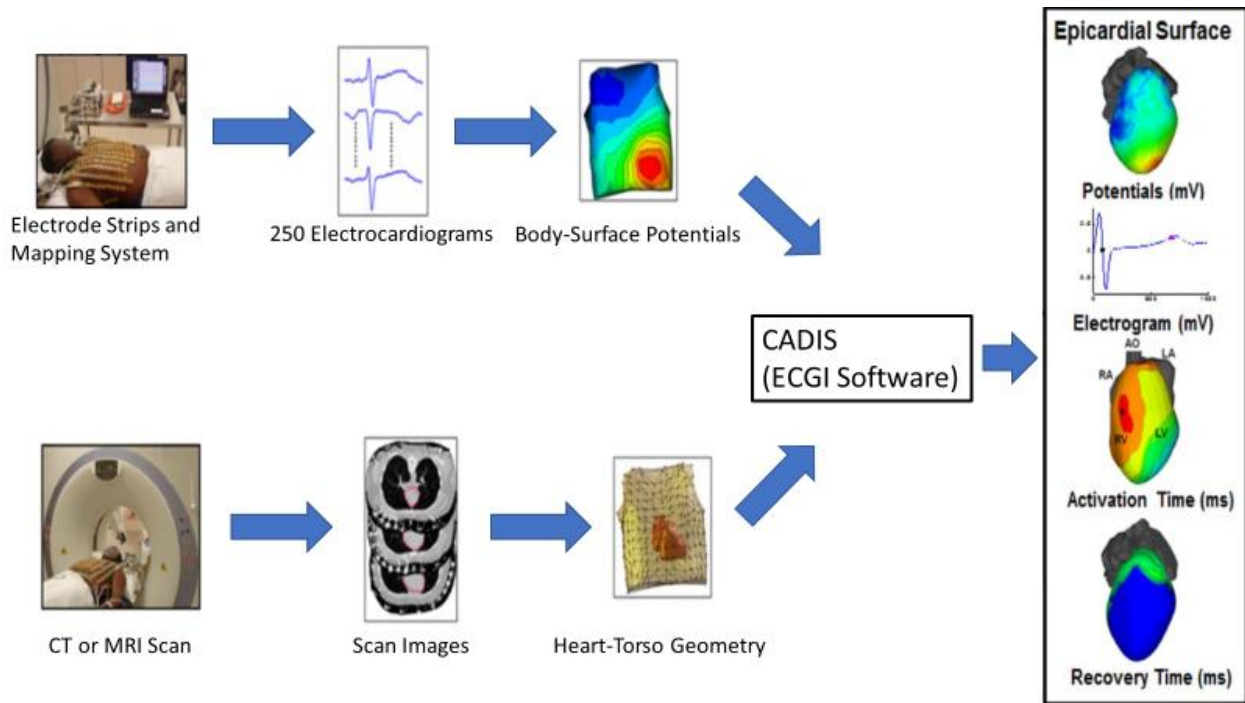 Electrode Strips and
Mapping System
250 Electrocardiograms
Body-Surface Potentials
CT or MRI Scan
Scan Images
Heart-Torso Geometry
CADIS
(ECGI Software)
Epicardial Surface
Potentials (mV)
Electrogram (mV)
AO
LA
RA
RV
LV
Activation Time (ms)
Recovery Time (ms)